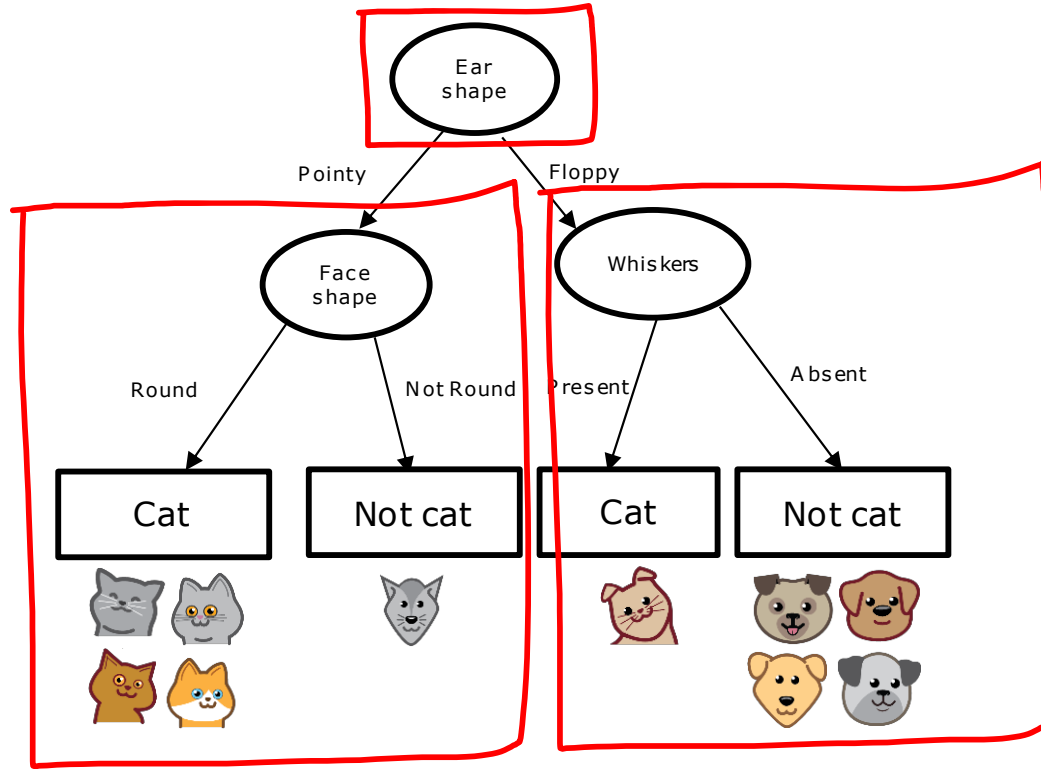 Ear
shape
Pointy
Floppy
Face
shape
Whiskers
Round
Not Round
Present
Absent
Cat
Not cat
Cat
Not cat